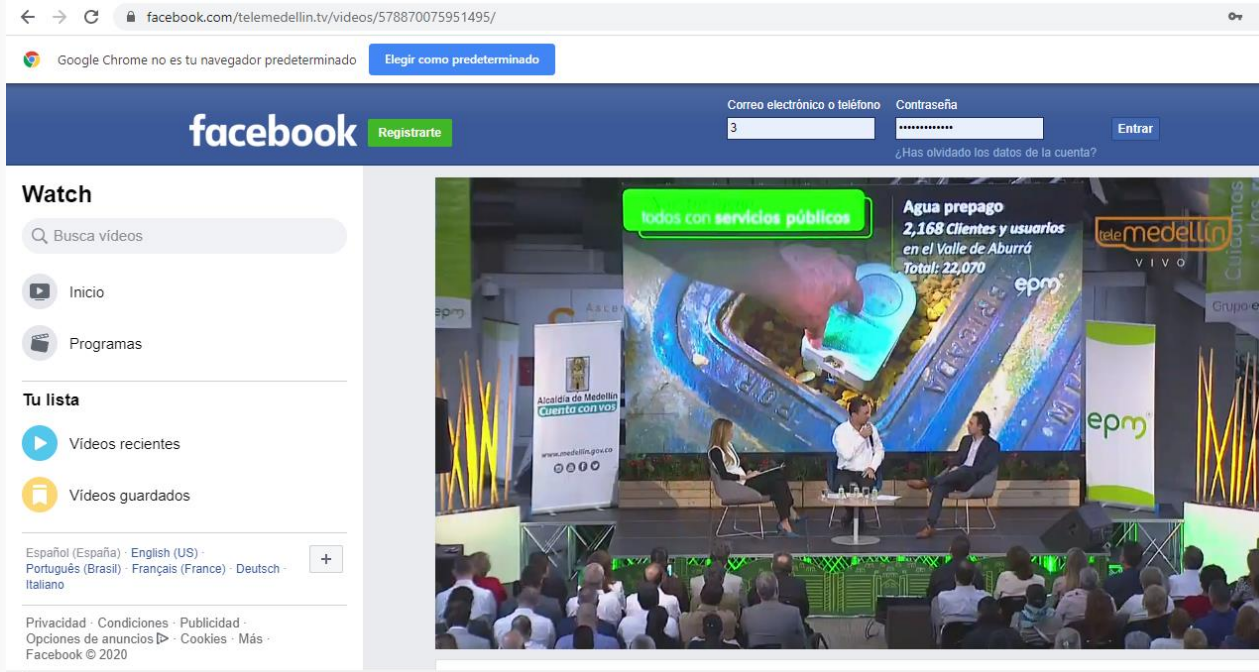 facebook.com/telemedellin.tv/videos/578870075951495/
Google Chrome no es tu navegador predeterminado
Elegir como predeterminado
facebook
Registrarte
Correo electrónico o teléfono
Contraseña
3
•••••••••••••
Entrar
¿Has olvidado los datos de la cuenta?
Watch
Busca vídeos
Inicio
Programas
Tu lista
Vídeos recientes
Vídeos guardados
Español (España) · English (US) ·
Português (Brasil) · Français (France) · Deutsch ·
Italiano
+
Privacidad · Condiciones · Publicidad ·
Opciones de anuncios · Cookies · Más ·
Facebook © 2020
todos con servicios públicos
Agua prepago
2,168 Clientes y usuarios
en el Valle de Aburrá
Total: 22,070
epm
telemedellín
VIVO
Cuidamos
Grupo
epm
Alcaldía de Medellín
Cuenta con vos
www.medellin.gov.co
epm